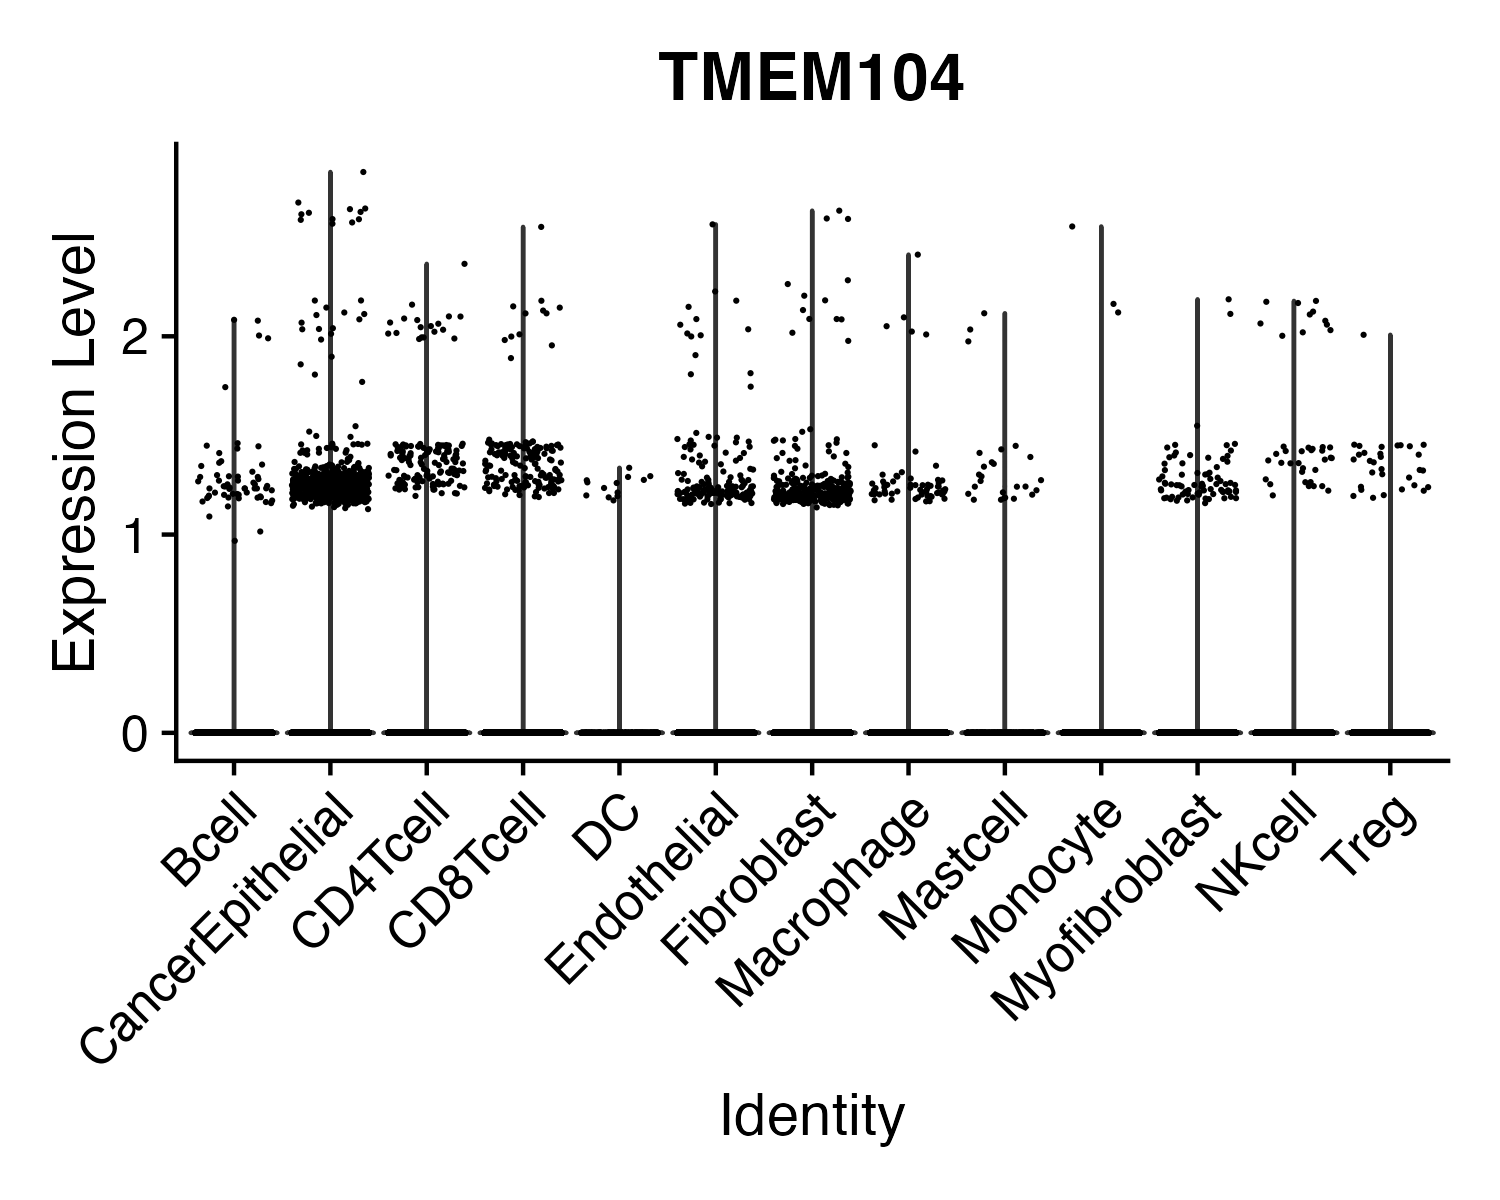 TMEM104
Expression Level
2
1
0
Bcell
CancerEpithelial
CD4Tcell
CD8Tcell
DC
Endothelial
Fibroblast
Macrophage
Mastcell
Monocyte
Myofibroblast
NKcell
Treg
Identity